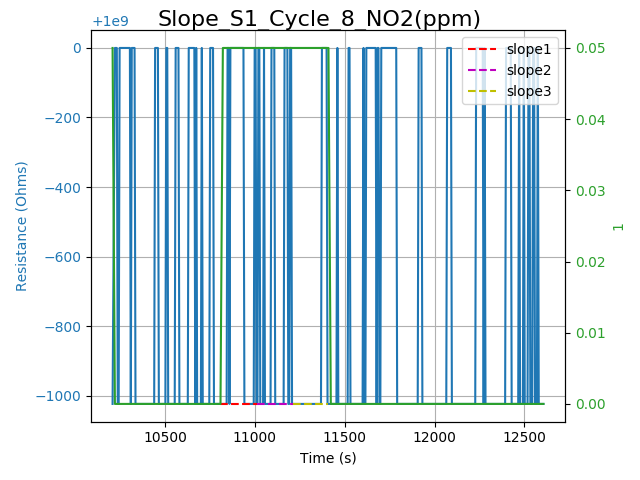 Slope_S1_Cycle_8_NO2(ppm)
+1e9
0
−200
−400
−600
−800
−1000
Resistance (Ohms)
10500
11000
11500
12000
12500
Time (s)
0.05
0.04
0.03
0.02
0.01
0.00
1
slope1
slope2
slope3